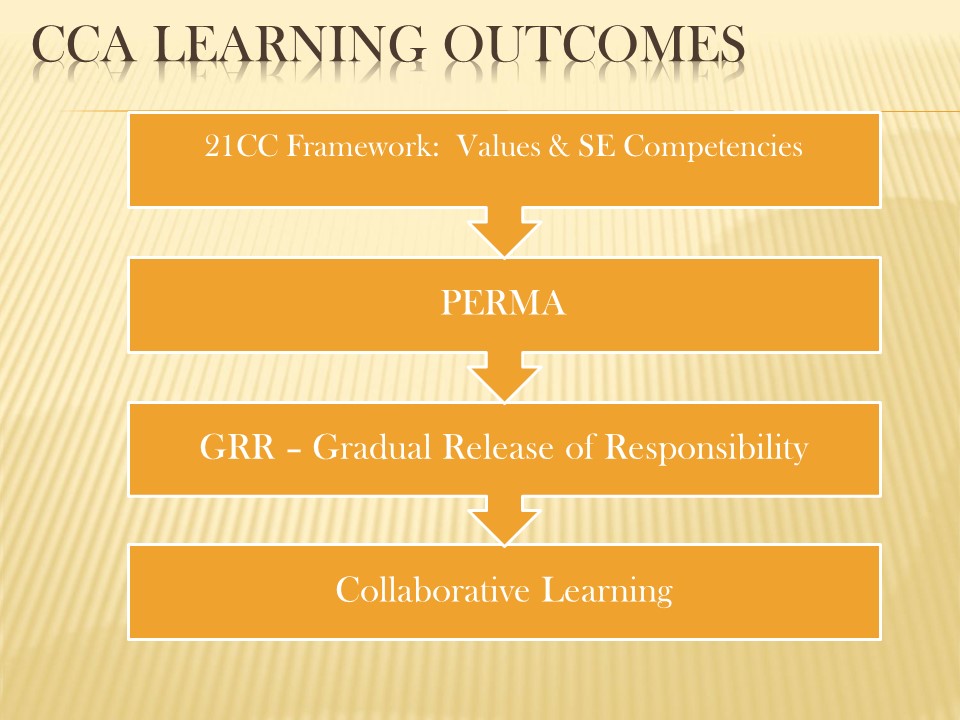 CCA LEARNING OUTCOMES
21CC Framework: Values & SE Competencies
PERMA
GRR – Gradual Release of Responsibility
Collaborative Learning